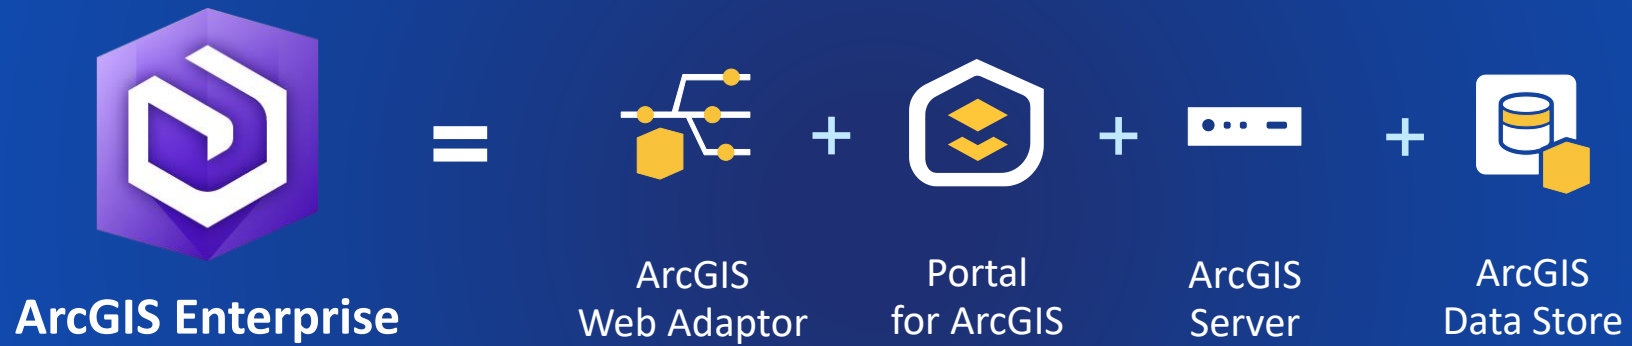 ArcGIS Enterprise
=
ArcGIS
Web Adaptor
+
Portal
for ArcGIS
+
ArcGIS
Server
+
ArcGIS
Data Store